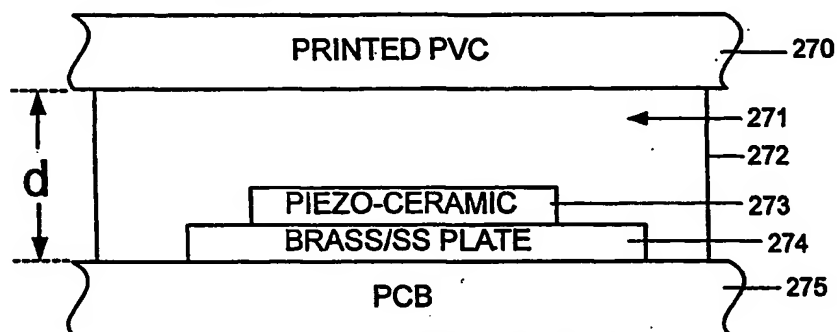 PRINTED PVC
270
271
272
d
PIEZO-CERAMIC
273
BRASS/SS PLATE
274
PCB
275